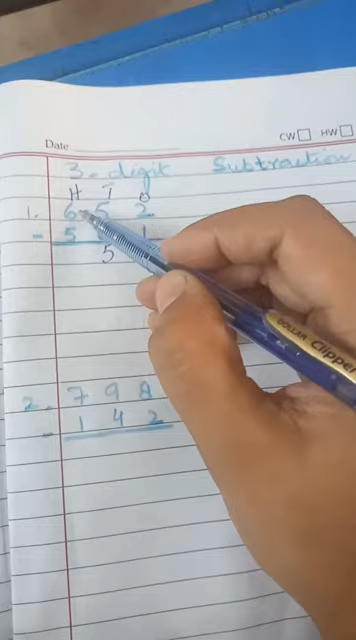 CW HW
Date
3-digit Subtraction
H T O
1. 6 5 2
- 5 1
5
2. 7 9 8
- 1 4 2
DOLLAR Clipper